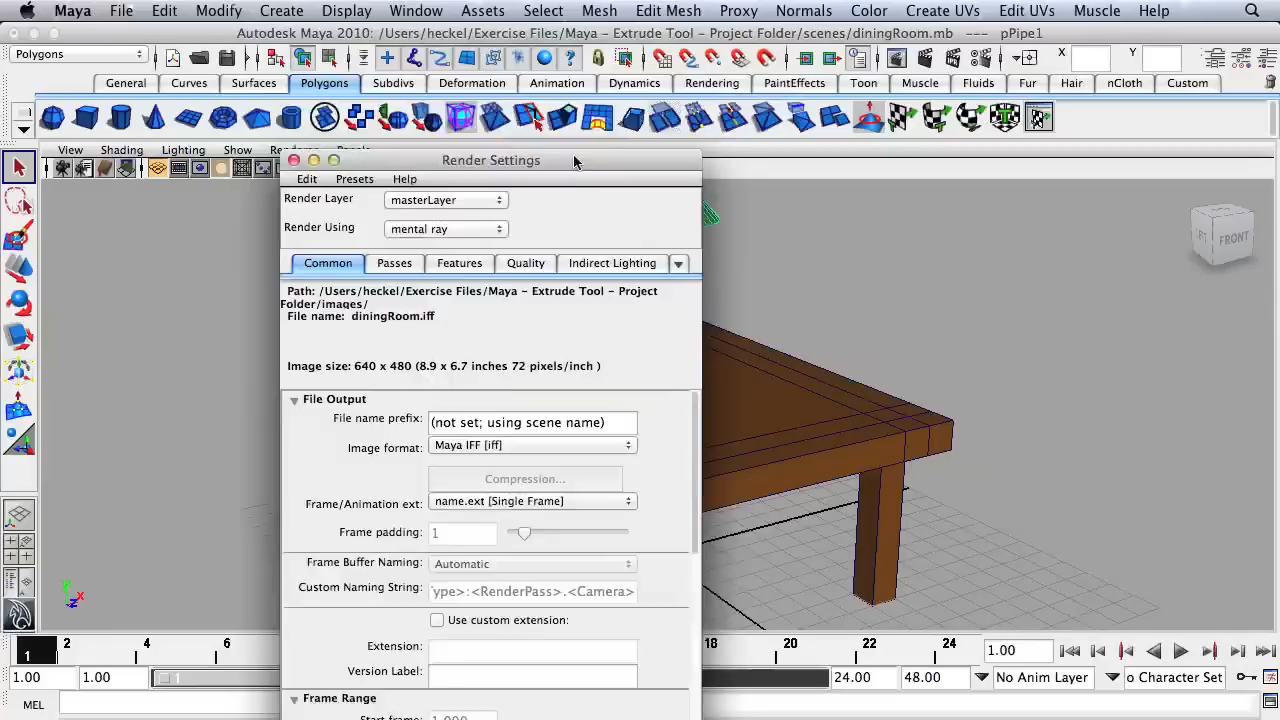 Maya File Edit Modify Create Display Window Assets Select Mesh Edit Mesh Proxy Normals Color Create UVs Edit UVs Muscle Help
Autodesk Maya 2010: /Users/heckel/Exercise Files/Maya - Extrude Tool - Project Folder/scenes/diningRoom.mb --- pPipe1
Polygons X Y
General Curves Surfaces Polygons Subdivs Deformation Animation Dynamics Rendering PaintEffects Toon Muscle Fluids Fur Hair nCloth Custom
View Shading Lighting Show
Render Settings
Edit Presets Help
Render Layer masterLayer
Render Using mental ray
Common Passes Features Quality Indirect Lighting
Path: /Users/heckel/Exercise Files/Maya - Extrude Tool - Project
Folder/images/
File name: diningRoom.iff
Image size: 640 x 480 (8.9 x 6.7 inches 72 pixels/inch )
File Output
File name prefix: (not set; using scene name)
Image format: Maya IFF [iff]
Compression...
Frame/Animation ext: name.ext [Single Frame]
Frame padding: 1
Frame Buffer Naming: Automatic
Custom Naming String: ype>:<RenderPass>.<Camera>
Use custom extension:
Extension:
Version Label:
Frame Range
FRONT
y x z
1 2 4 6 18 20 22 24 1.00
1.00 1.00 1 24.00 48.00 No Anim Layer o Character Set
MEL